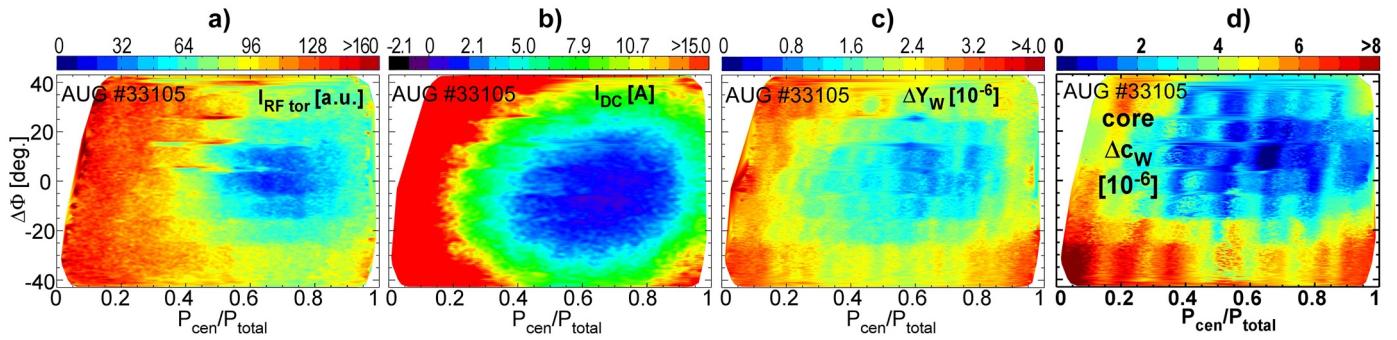 a)
b)
c)
d)
0 32 64 96 128 >160
-2.1 0 2.1 5.0 7.9 10.7 >15.0
0 0.8 1.6 2.4 3.2 >4.0
0 2 4 6 >8
AUG #33105
I_RF tor [a.u.]
AUG #33105
I_DC [A]
AUG #33105
ΔY_W [10^-6]
AUG #33105
core
Δc_W
[10^-6]
ΔΦ [deg.]
40
20
0
-20
-40
0 0.2 0.4 0.6 0.8 1
0 0.2 0.4 0.6 0.8 1
0 0.2 0.4 0.6 0.8 1
0 0.2 0.4 0.6 0.8 1
P_cen/P_total
P_cen/P_total
P_cen/P_total
P_cen/P_total